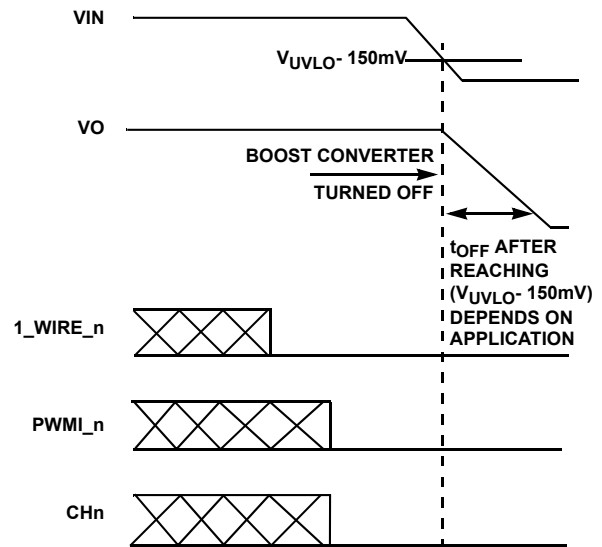 VIN
VUVLO- 150mV
VO
BOOST CONVERTER
TURNED OFF
tOFF AFTER
REACHING
(VUVLO- 150mV)
DEPENDS ON
APPLICATION
1_WIRE_n
PWMI_n
CHn